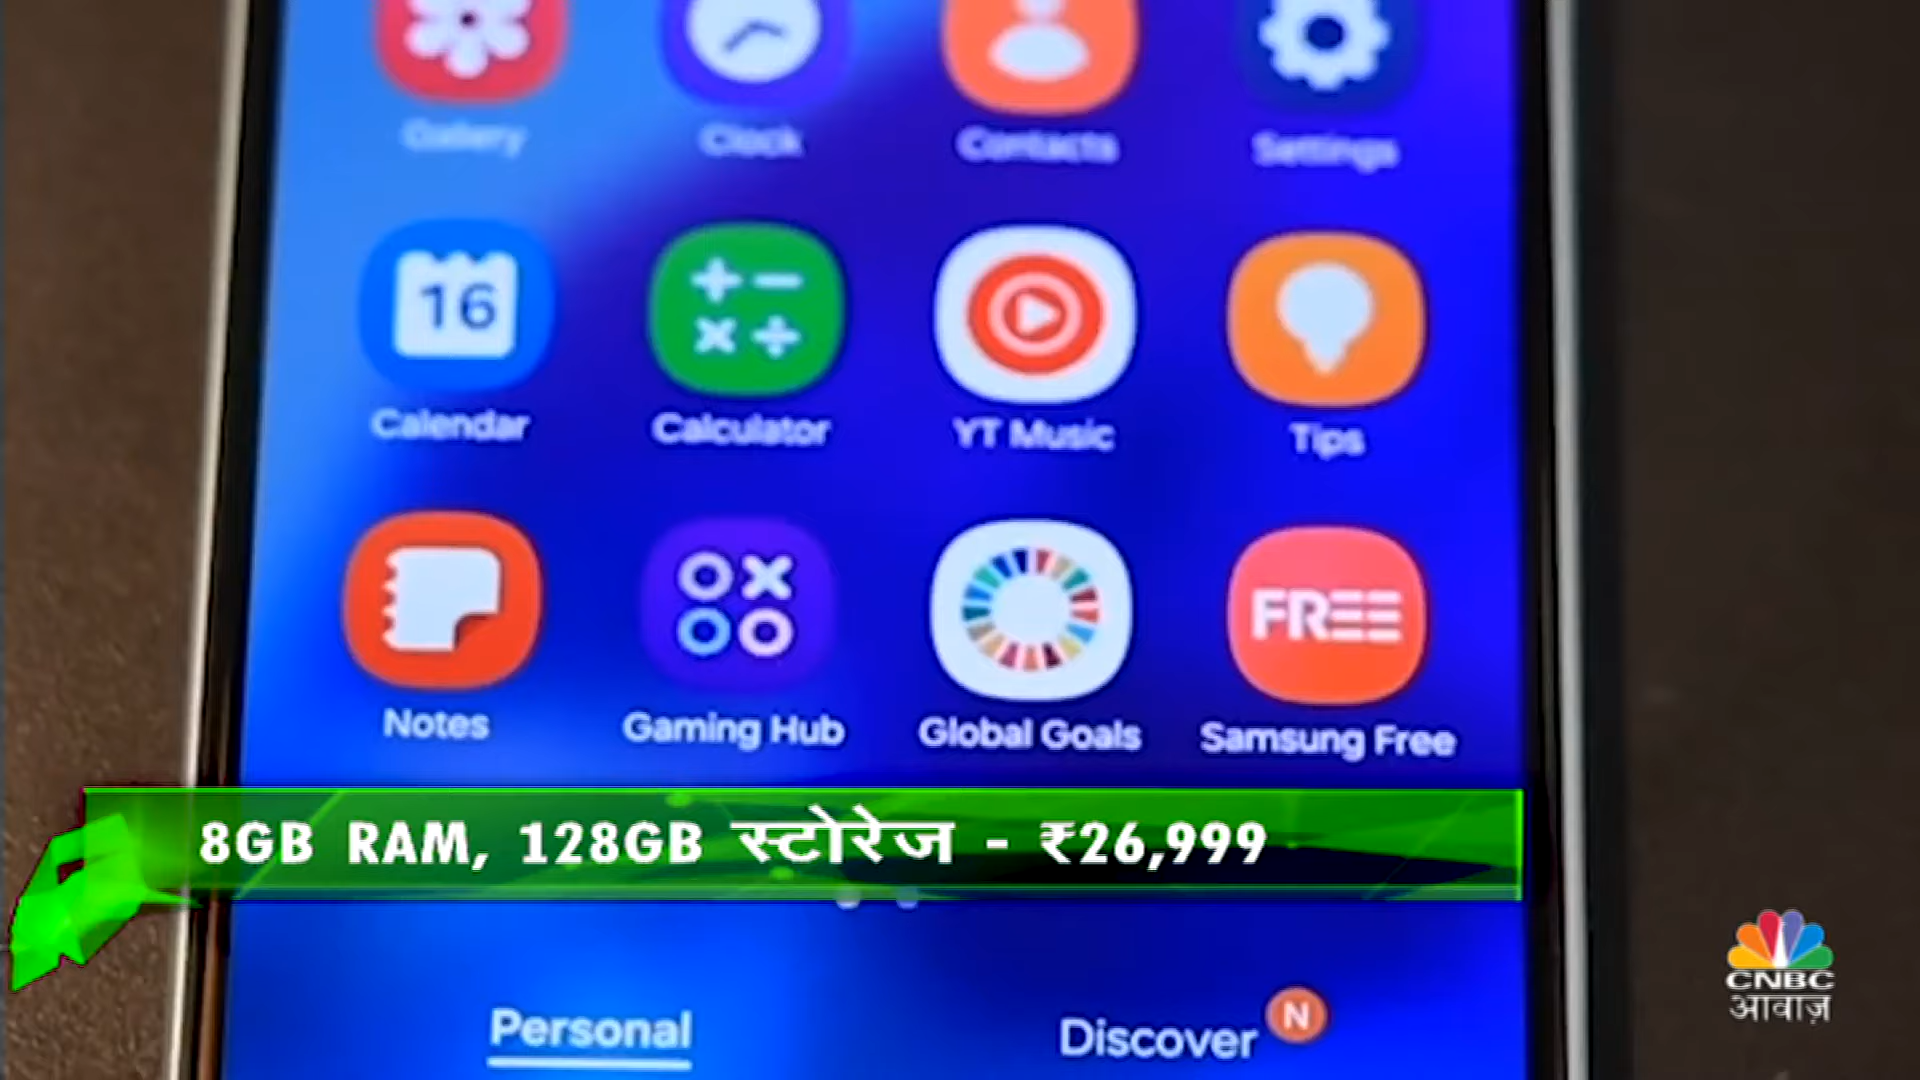 Gallery Clock Contacts Settings
16
Calendar Calculator YT Music Tips
FREE
Notes Gaming Hub Global Goals Samsung Free
8GB RAM, 128GB स्टोरेज - ₹26,999
Personal Discover N
CNBC
आवाज़